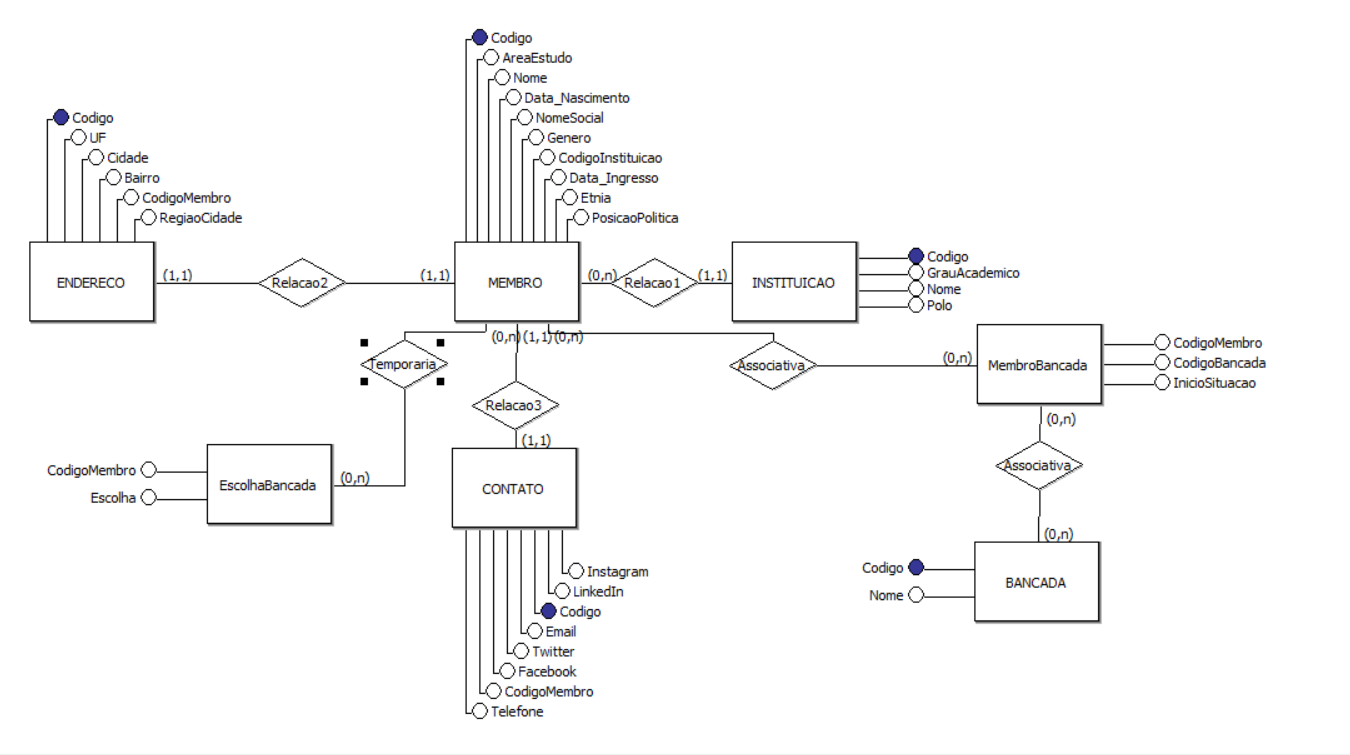 Codigo
AreaEstudo
Nome
Data_Nascimento
NomeSocial
Genero
CodigoInstituicao
Data_Ingresso
Etnia
PosicaoPolitica
Codigo
UF
Cidade
Bairro
CodigoMembro
RegiaoCidade
ENDERECO
(1,1)
Relacao2
(1,1)
MEMBRO
(0,n)
Relacao1
(1,1)
INSTITUICAO
Codigo
GrauAcademico
Nome
Polo
(0,n)
(1,1)
(0,n)
Temporaria
Associativa
(0,n)
MembroBancada
CodigoMembro
CodigoBancada
InicioSituacao
Relacao3
(1,1)
(0,n)
Associativa
(0,n)
CodigoMembro
Escolha
EscolhaBancada
(0,n)
CONTATO
Codigo
Nome
BANCADA
Instagram
LinkedIn
Codigo
Email
Twitter
Facebook
CodigoMembro
Telefone